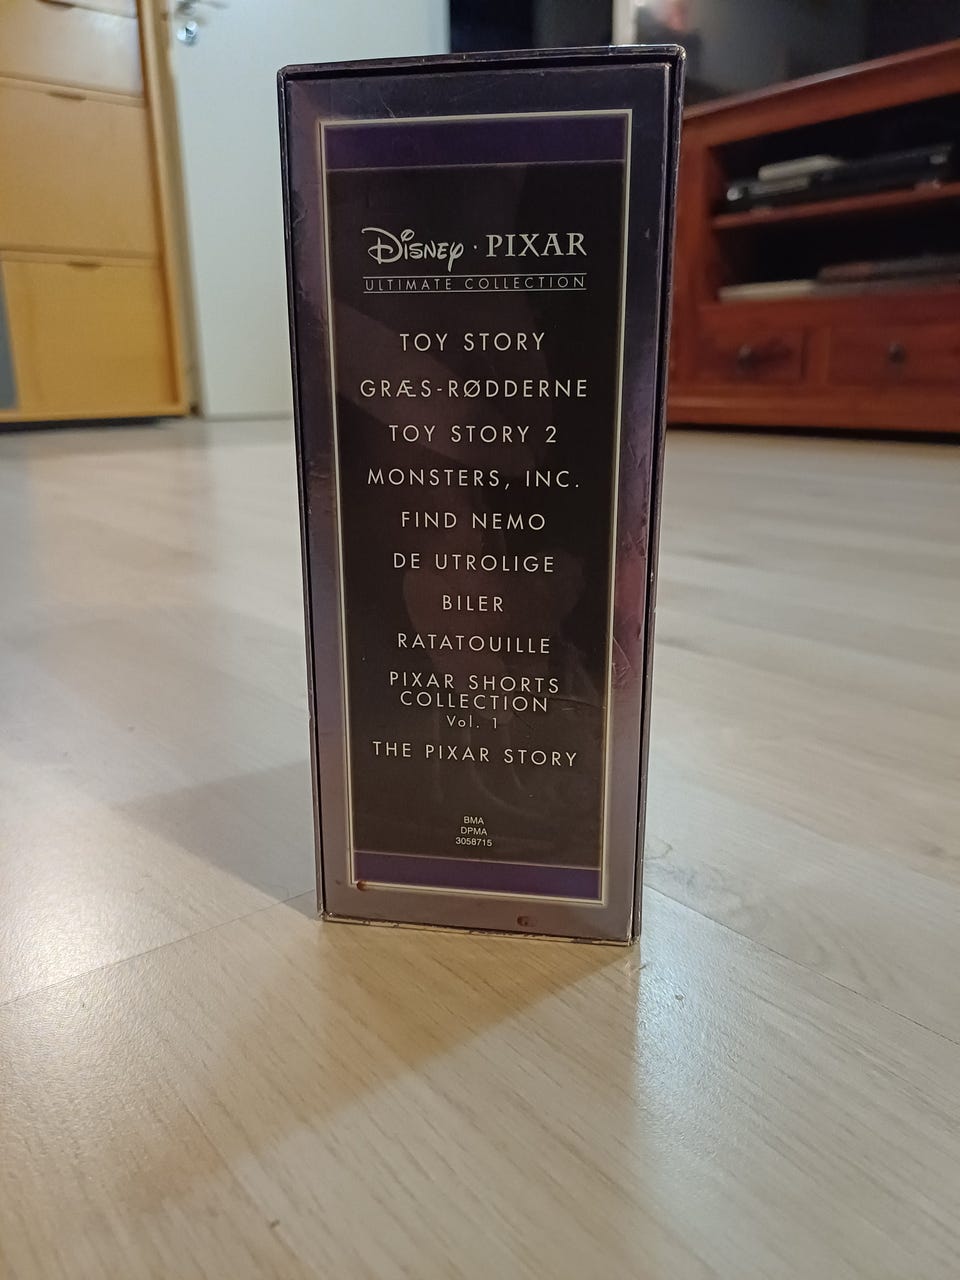 Disney · PIXAR
ULTIMATE COLLECTION
TOY STORY
GRÆS-RØDDERNE
TOY STORY 2
MONSTERS, INC.
FIND NEMO
DE UTROLIGE
BILER
RATATOUILLE
PIXAR SHORTS
COLLECTION
Vol. 1
THE PIXAR STORY
BMA
DPMA
3058715